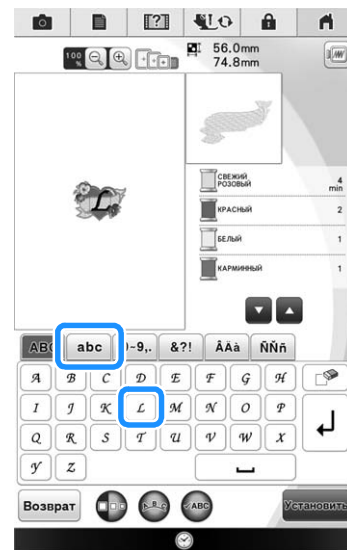 [?]
100 %
56.0mm
74.8mm
L
СВЕЖИЙ РОЗОВЫЙ 4 min
КРАСНЫЙ 2
БЕЛЫЙ 1
КАРМИННЫЙ 1
ABC abc 0~9,. &?! ÂÄà ÑÑñ
A B C D E F G H
I J K L M N O P
Q R S T U V W X
Y Z
Возврат ABC ABC Установить